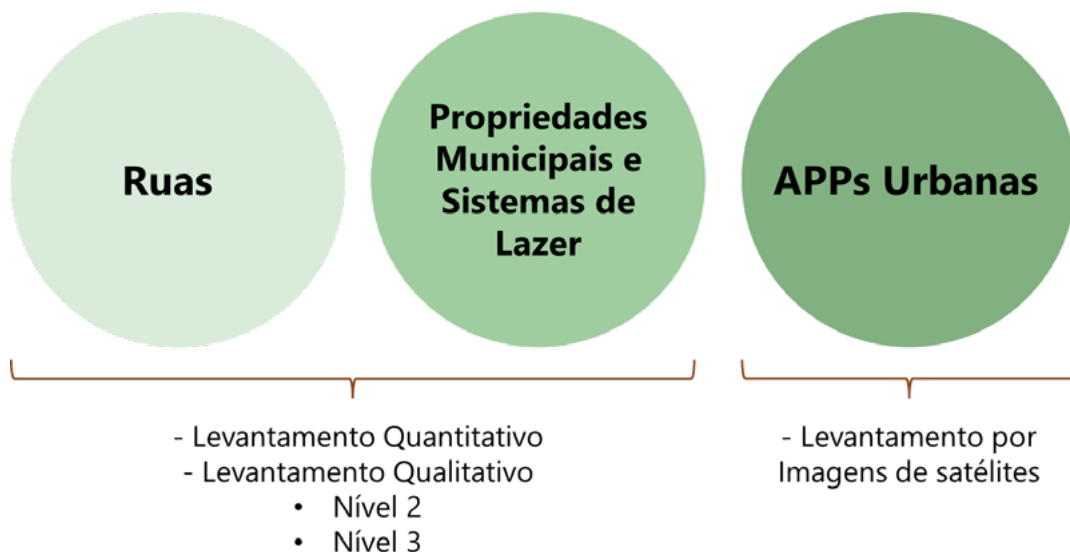 Ruas
Propriedades
Municipais e
Sistemas de
Lazer
APPs Urbanas
- Levantamento Quantitativo
- Levantamento Qualitativo
• Nível 2
• Nível 3
- Levantamento por
Imagens de satélites